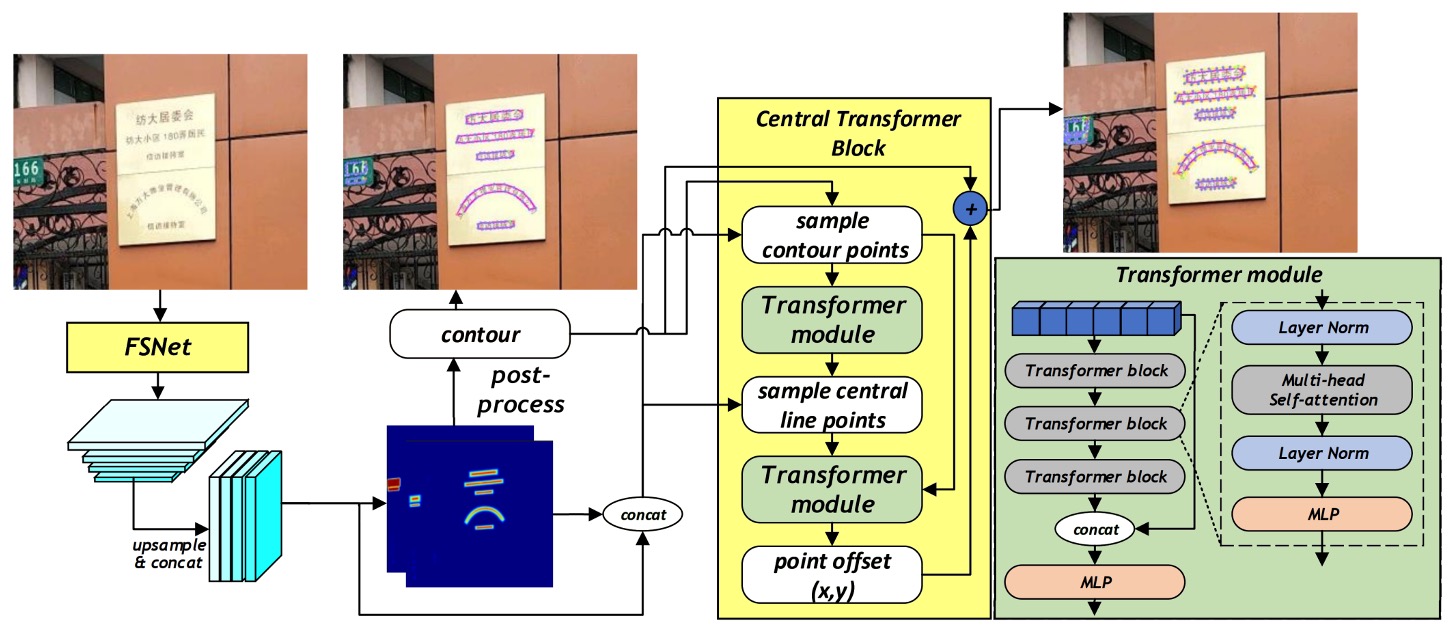 纺大居委会
纺大小区 180弄居民
信访接待室
166
上海方大物业管理有限公司
信访接待室
FSNet
upsample
& concat
contour
post-
process
concat
Central Transformer
Block
+
sample
contour points
Transformer
module
sample central
line points
Transformer
module
point offset
(x,y)
Transformer module
Transformer block
Transformer block
Transformer block
concat
MLP
Layer Norm
Multi-head
Self-attention
Layer Norm
MLP